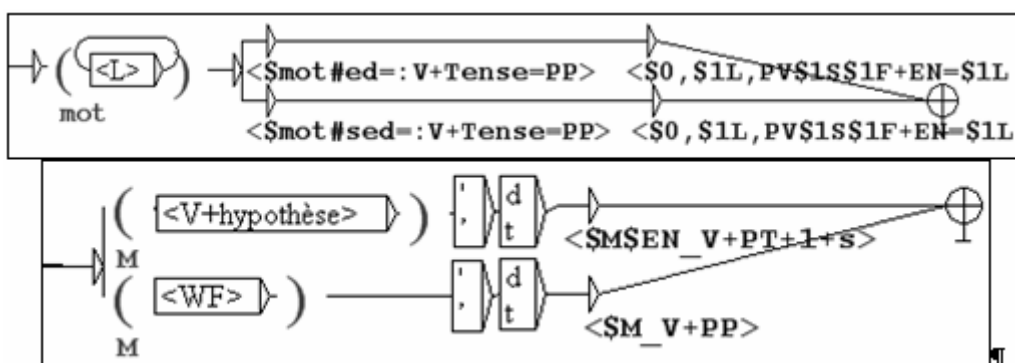 ( <L> )
mot
<$mot#ed=:V+Tense=PP> <$0,$1L,PV$1S$1F+EN=$1L
<$mot#sed=:V+Tense=PP> <$0,$1L,PV$1S$1F+EN=$1L
( <V+hypothèse> ) ' d
M , t
<$M$EN_V+PT+1+s>
( <WF> ) ' d
M , t
<$M_V+PP>
¶